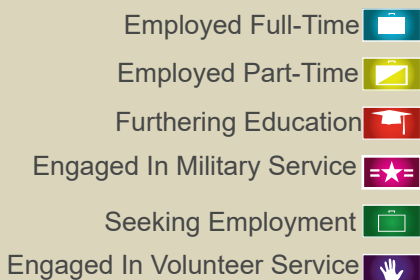 Employed Full-Time
Employed Part-Time
Furthering Education
Engaged In Military Service
Seeking Employment
Engaged In Volunteer Service